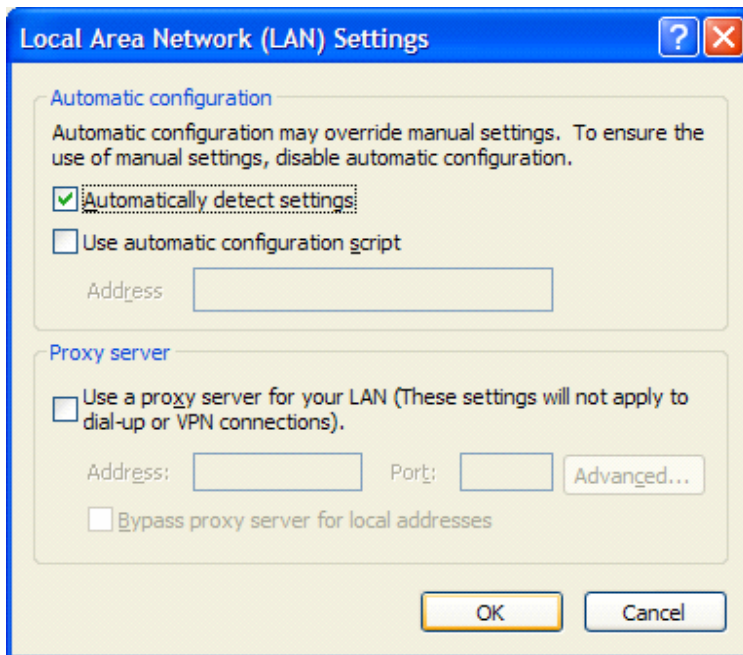 Local Area Network (LAN) Settings
?
Automatic configuration
Automatic configuration may override manual settings. To ensure the
use of manual settings, disable automatic configuration.
Automatically detect settings
Use automatic configuration script
Address
Proxy server
Use a proxy server for your LAN (These settings will not apply to
dial-up or VPN connections).
Address: Port: Advanced...
Bypass proxy server for local addresses
OK Cancel